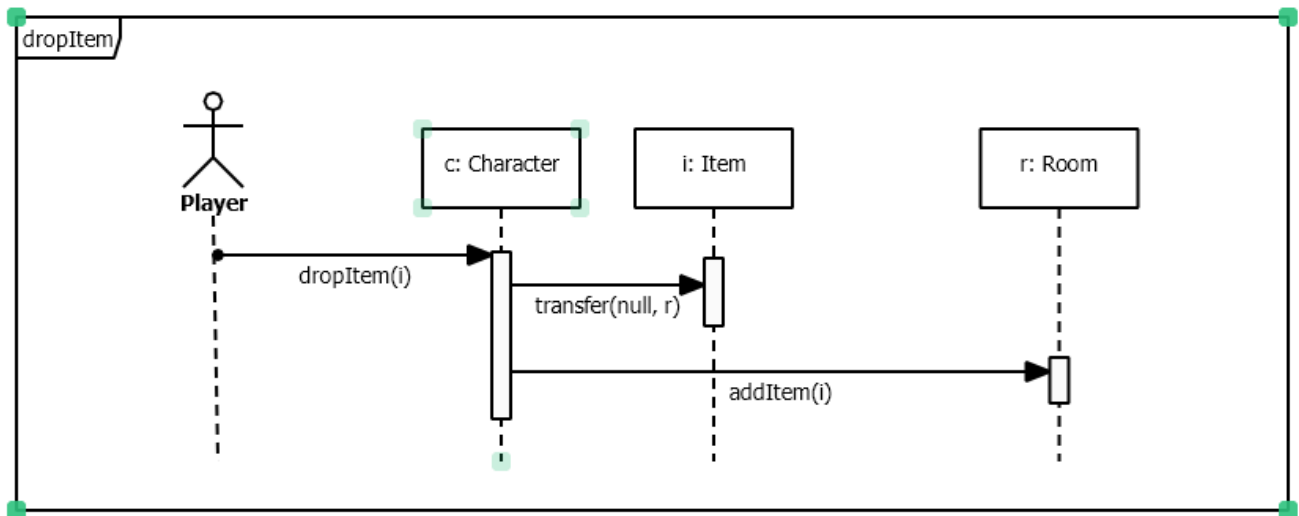 dropItem
Player
c: Character
i: Item
r: Room
dropItem(i)
transfer(null, r)
addItem(i)